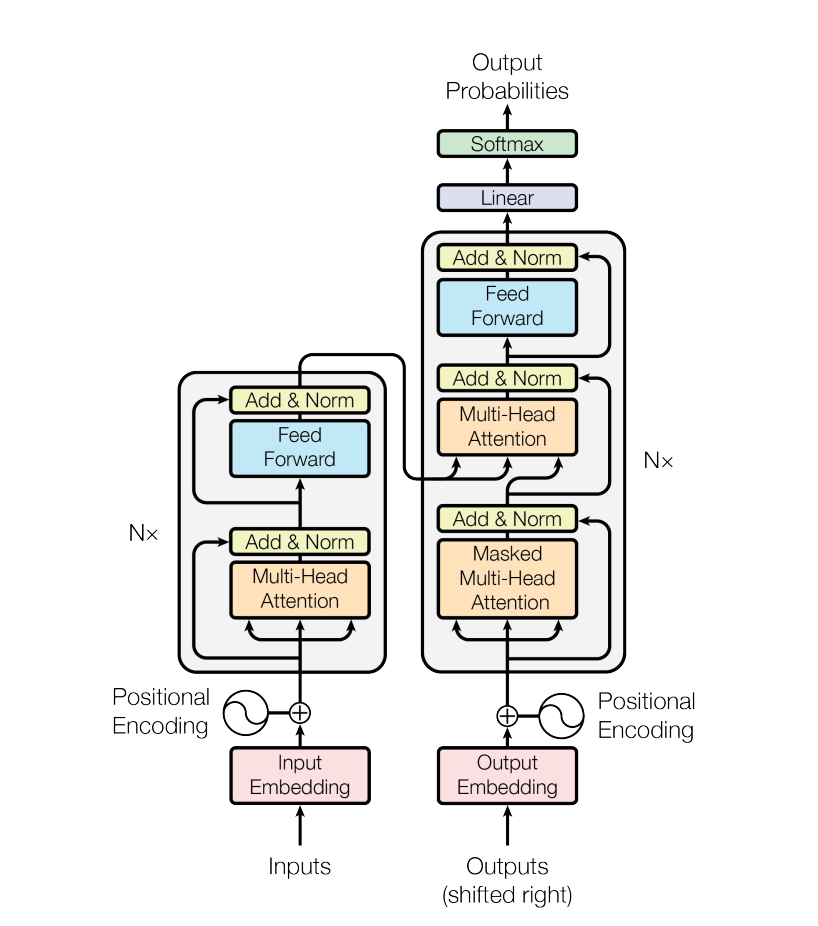 Output
Probabilities
Softmax
Linear
Add & Norm
Feed
Forward
Add & Norm
Multi-Head
Attention
Add & Norm
Masked
Multi-Head
Attention
N×
Add & Norm
Feed
Forward
Add & Norm
Multi-Head
Attention
N×
Positional
Encoding
Positional
Encoding
Input
Embedding
Output
Embedding
Inputs
Outputs
(shifted right)